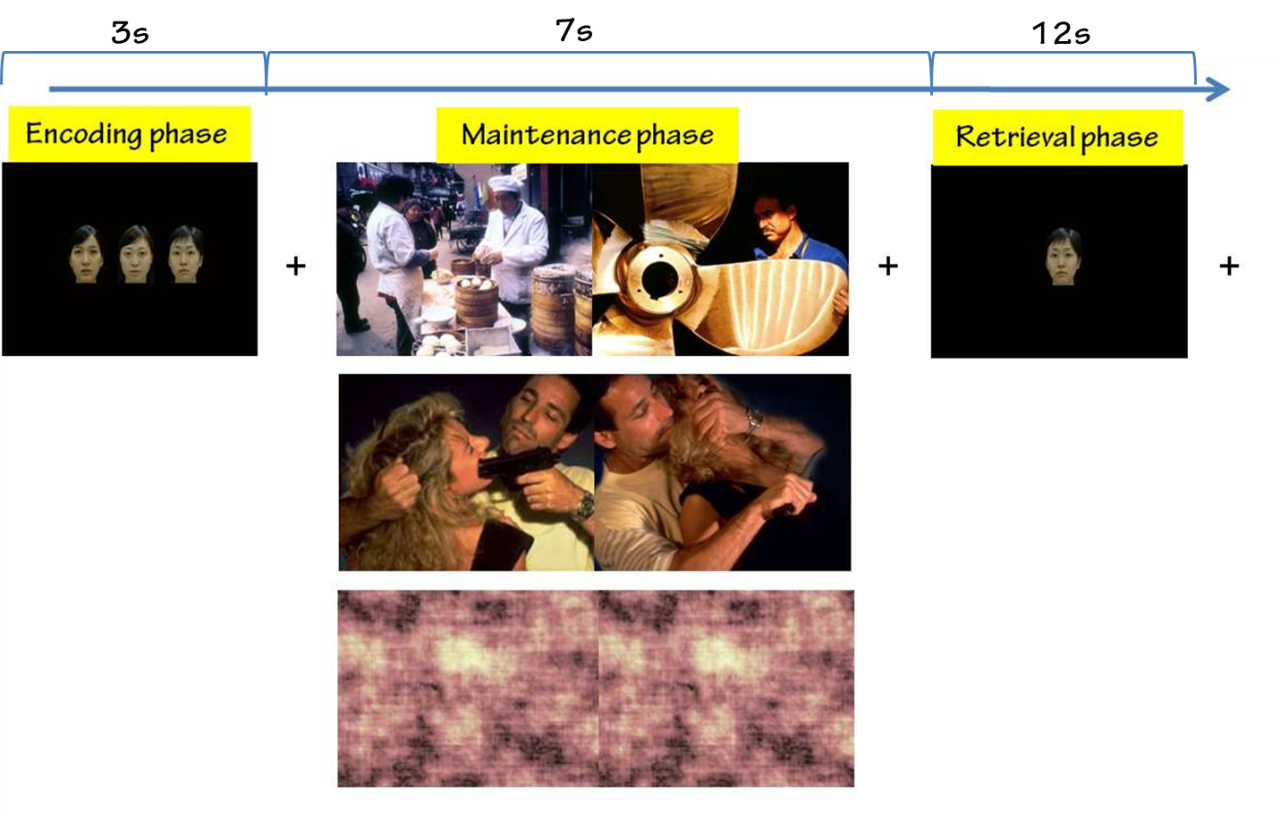 3s
7s
12s
Encoding phase
Maintenance phase
Retrieval phase
+
+
+